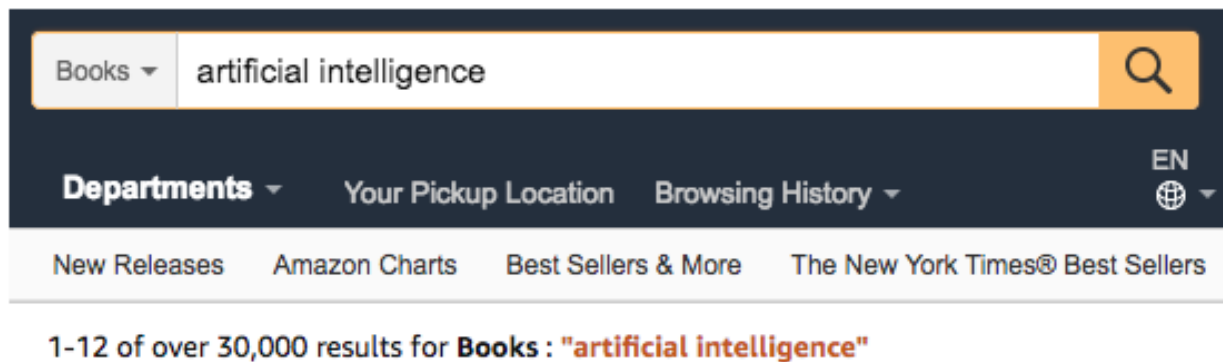 Books artificial intelligence
EN
Departments Your Pickup Location Browsing History
New Releases Amazon Charts Best Sellers & More The New York Times® Best Sellers
1-12 of over 30,000 results for Books : "artificial intelligence"